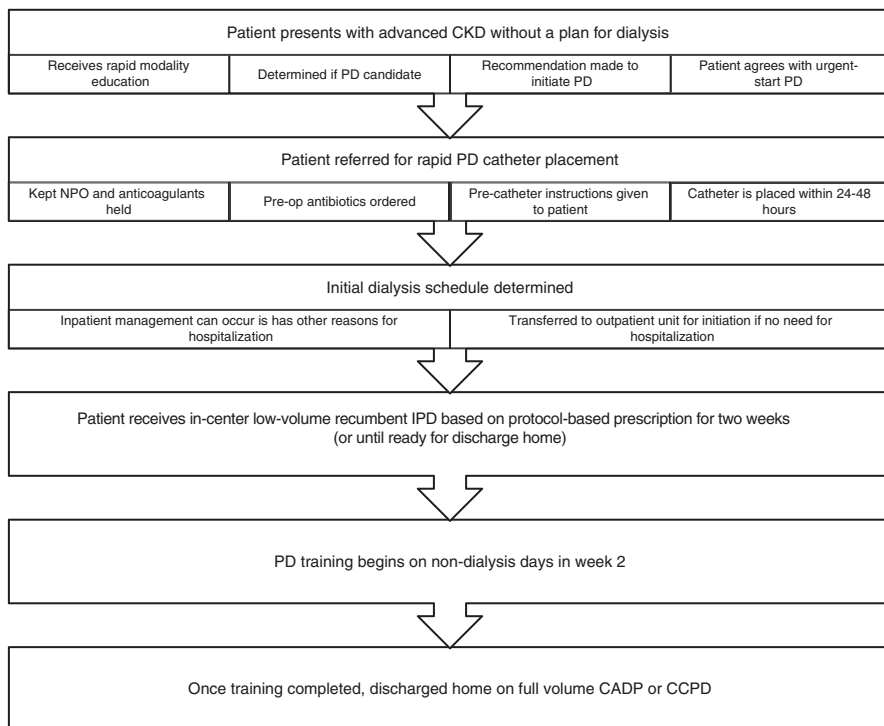 Patient presents with advanced CKD without a plan for dialysis
Receives rapid modality
education
Determined if PD candidate
Recommendation made to
initiate PD
Patient agrees with urgent-
start PD
Patient referred for rapid PD catheter placement
Kept NPO and anticoagulants
held
Pre-op antibiotics ordered
Pre-catheter instructions given
to patient
Catheter is placed within 24-48
hours
Initial dialysis schedule determined
Inpatient management can occur is has other reasons for
hospitalization
Transferred to outpatient unit for initiation if no need for
hospitalization
Patient receives in-center low-volume recumbent IPD based on protocol-based prescription for two weeks
(or until ready for discharge home)
PD training begins on non-dialysis days in week 2
Once training completed, discharged home on full volume CADP or CCPD